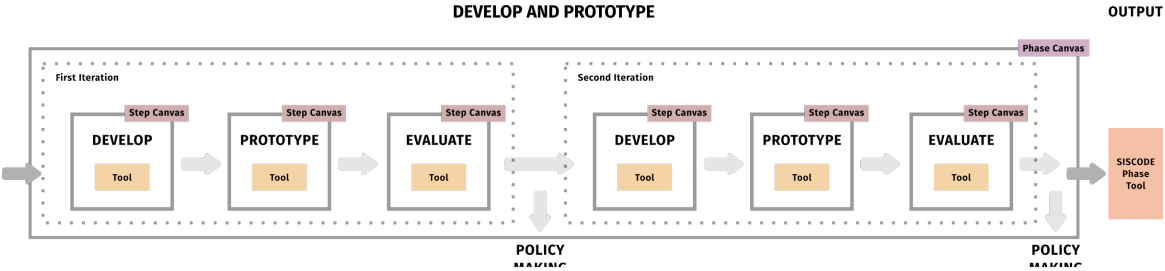 DEVELOP AND PROTOTYPE
OUTPUT
Phase Canvas
First Iteration
Second Iteration
Step Canvas
DEVELOP
Tool
Step Canvas
PROTOTYPE
Tool
Step Canvas
EVALUATE
Tool
Step Canvas
DEVELOP
Tool
Step Canvas
PROTOTYPE
Tool
Step Canvas
EVALUATE
Tool
SISCODE
Phase
Tool
POLICY
MAKING
POLICY
MAKING